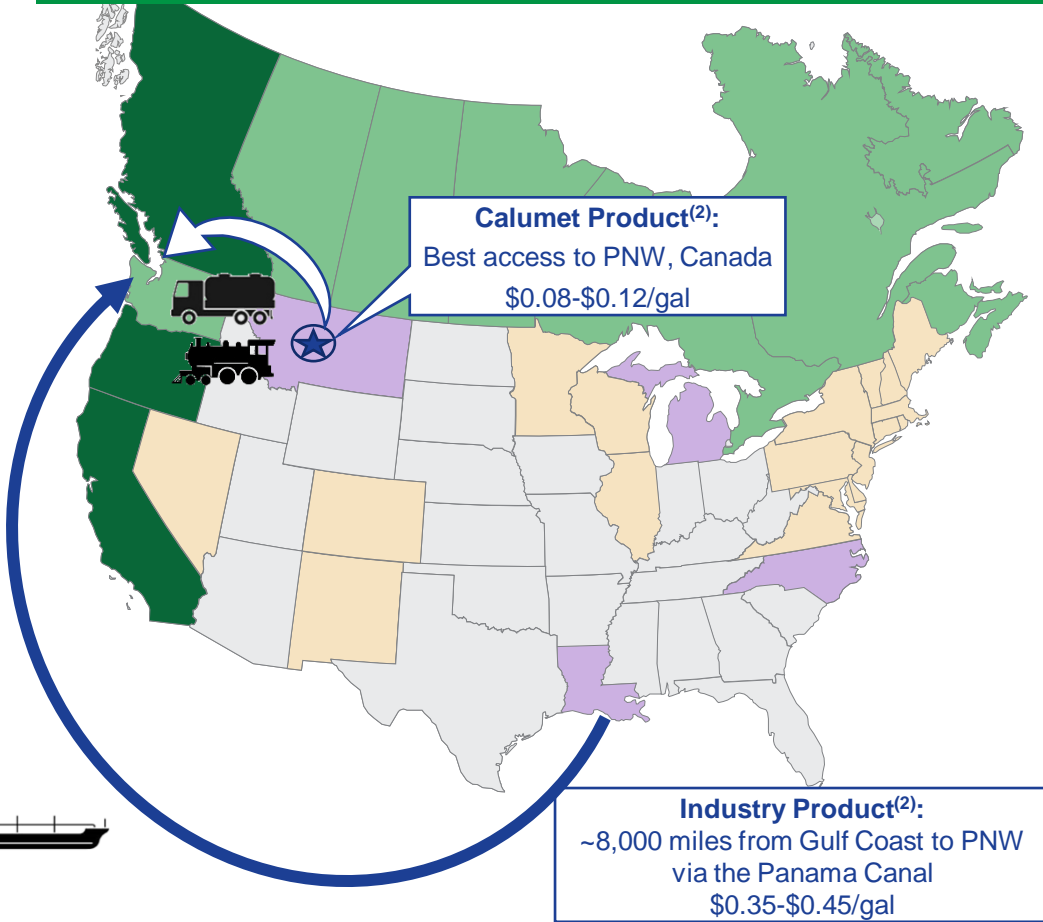 Calumet Product(2):
Best access to PNW, Canada
$0.08-$0.12/gal
Industry Product(2):
~8,000 miles from Gulf Coast to PNW
via the Panama Canal
$0.35-$0.45/gal